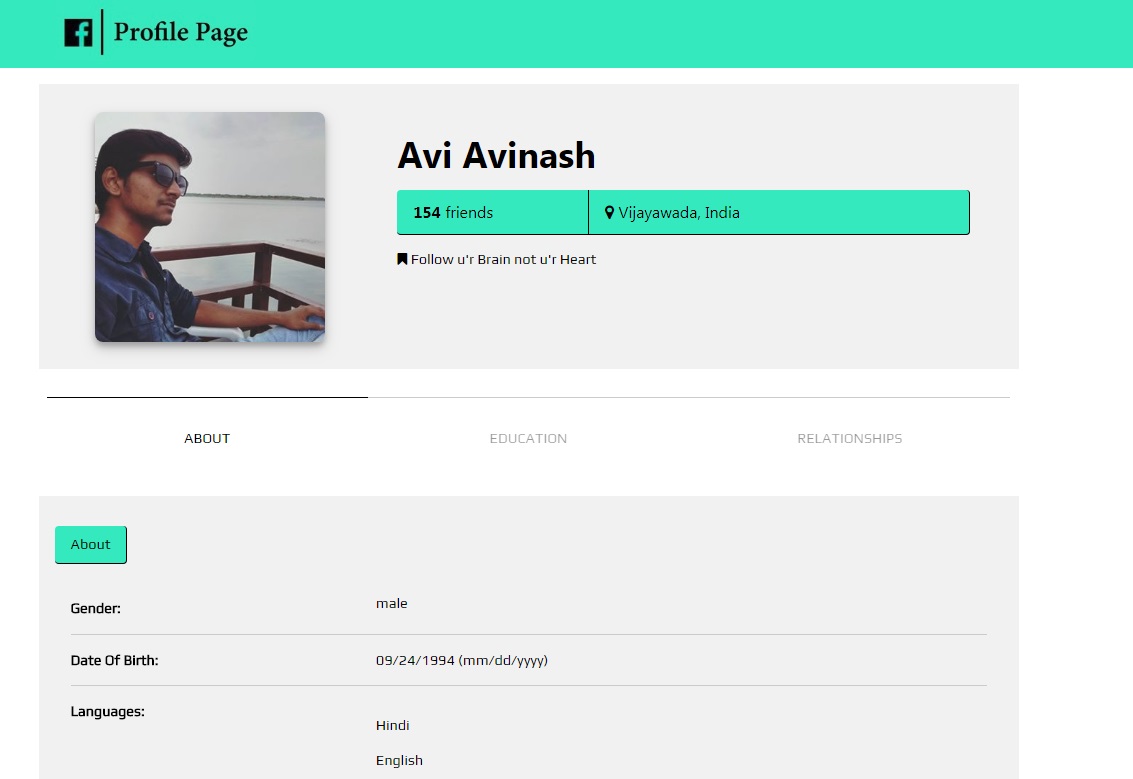 Profile Page
Avi Avinash
154 friends
Vijayawada, India
Follow u'r Brain not u'r Heart
ABOUT EDUCATION RELATIONSHIPS
About
Gender: male
Date Of Birth: 09/24/1994 (mm/dd/yyyy)
Languages:
Hindi
English